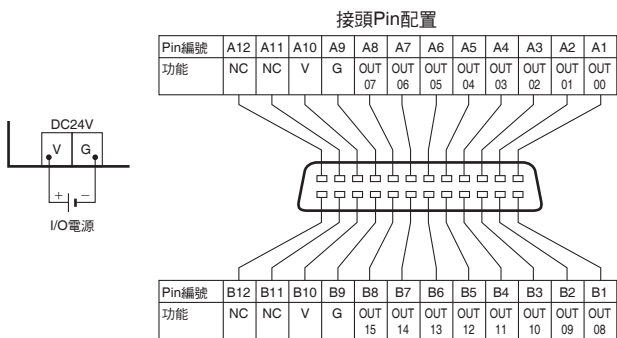 接頭Pin配置
Pin編號 A12 A11 A10 A9 A8 A7 A6 A5 A4 A3 A2 A1
功能 NC NC V G OUT 07 OUT 06 OUT 05 OUT 04 OUT 03 OUT 02 OUT 01 OUT 00
DC24V
V G
+ −
I/O電源
Pin編號 B12 B11 B10 B9 B8 B7 B6 B5 B4 B3 B2 B1
功能 NC NC V G OUT 15 OUT 14 OUT 13 OUT 12 OUT 11 OUT 10 OUT 09 OUT 08